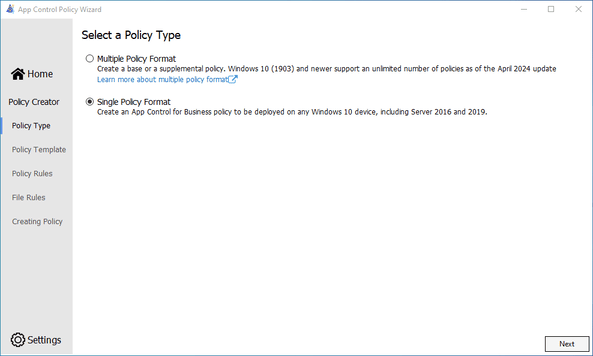 App Control Policy Wizard
Home
Policy Creator
Policy Type
Policy Template
Policy Rules
File Rules
Creating Policy
Settings
Select a Policy Type
Multiple Policy Format
Create a base or a supplemental policy. Windows 10 (1903) and newer support an unlimited number of policies as of the April 2024 update
Learn more about multiple policy format
Single Policy Format
Create an App Control for Business policy to be deployed on any Windows 10 device, including Server 2016 and 2019.
Next